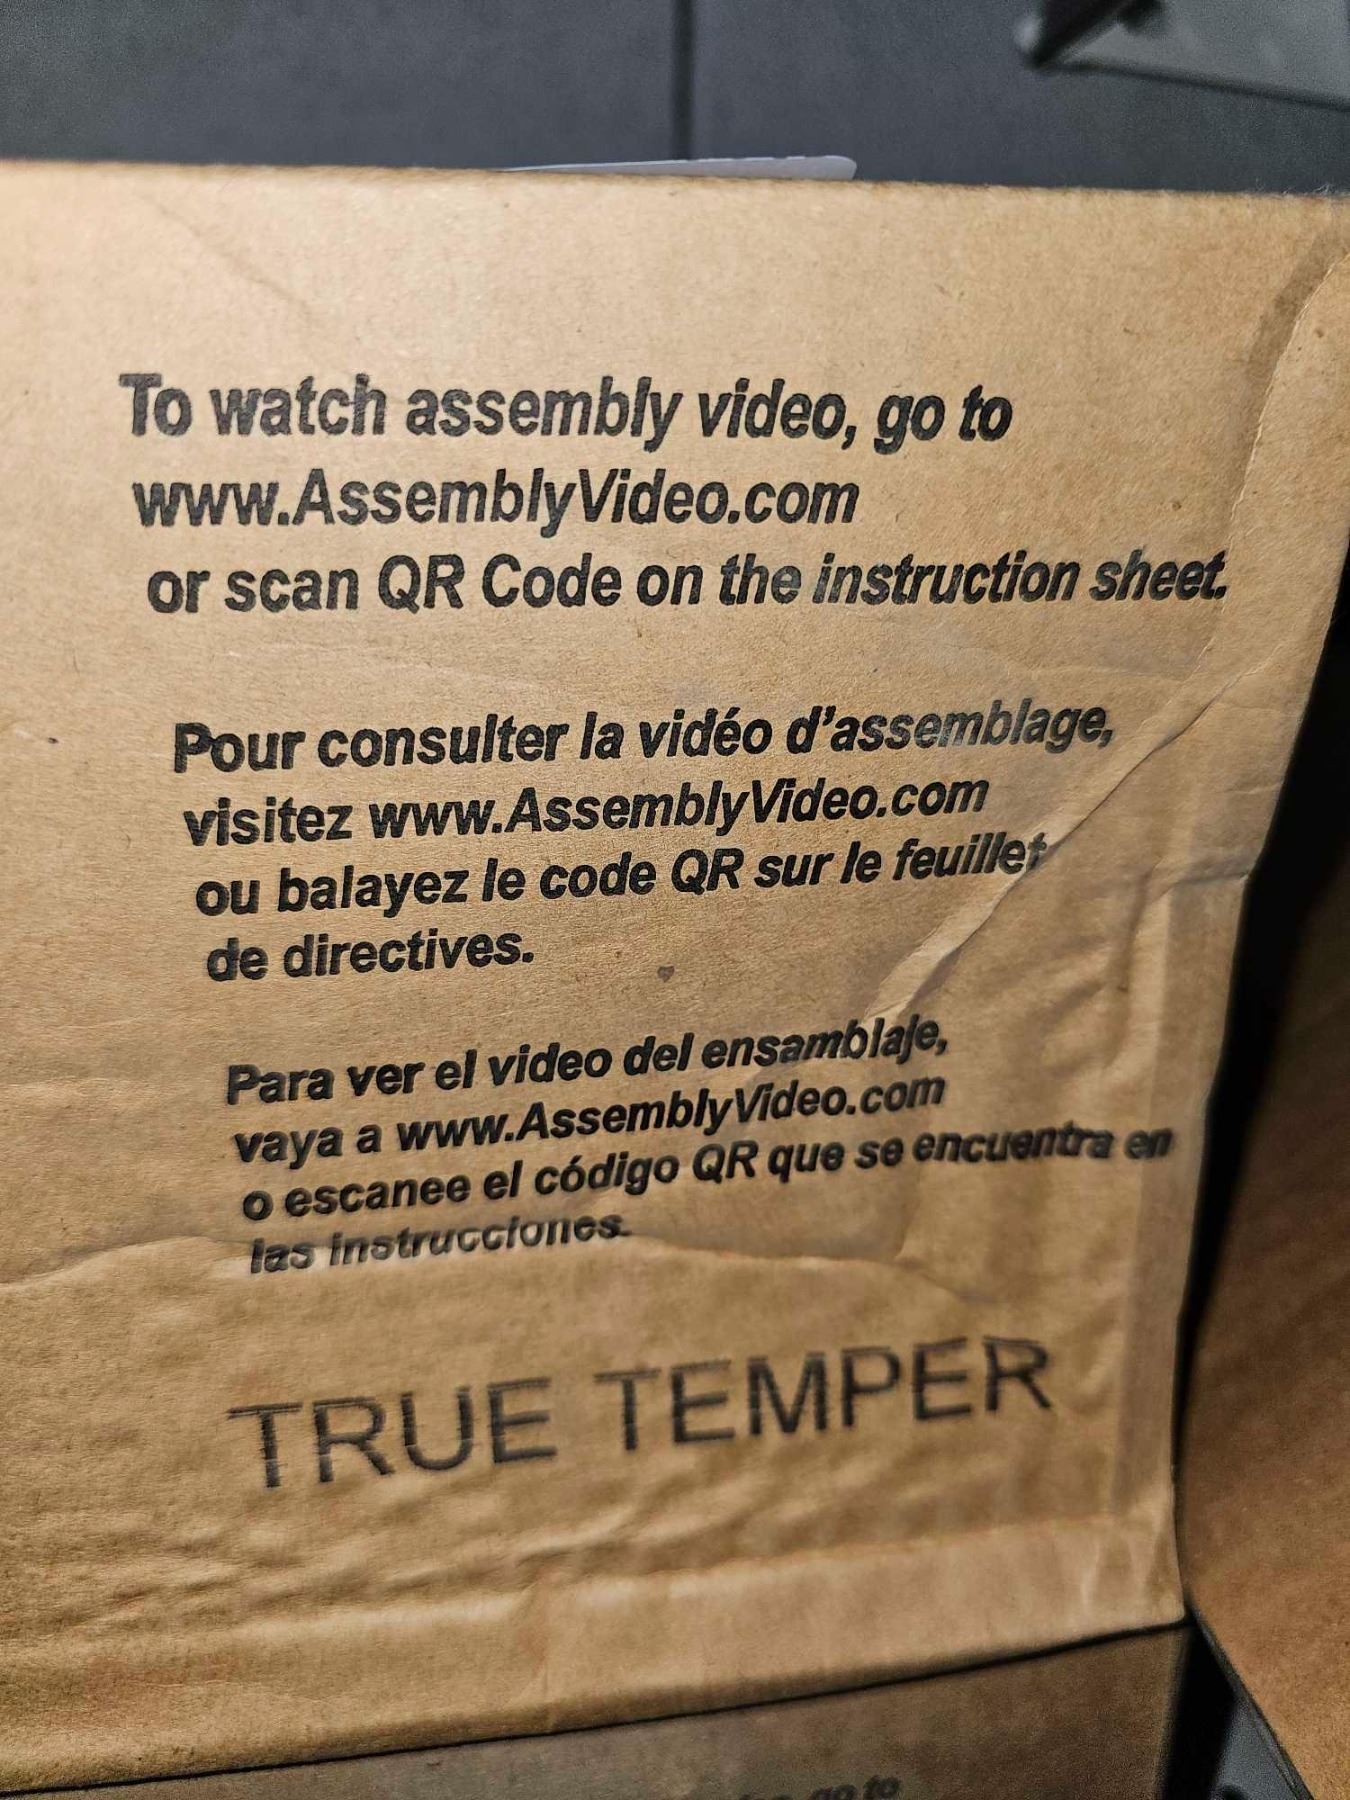 To watch assembly video, go to
www.AssemblyVideo.com
or scan QR Code on the instruction sheet.
Pour consulter la vidéo d'assemblage,
visitez www.AssemblyVideo.com
ou balayez le code QR sur le feuillet
de directives.
Para ver el video del ensamblaje,
vaya a www.AssemblyVideo.com
o escanee el código QR que se encuentra en
las instrucciones.
TRUE TEMPER
go to